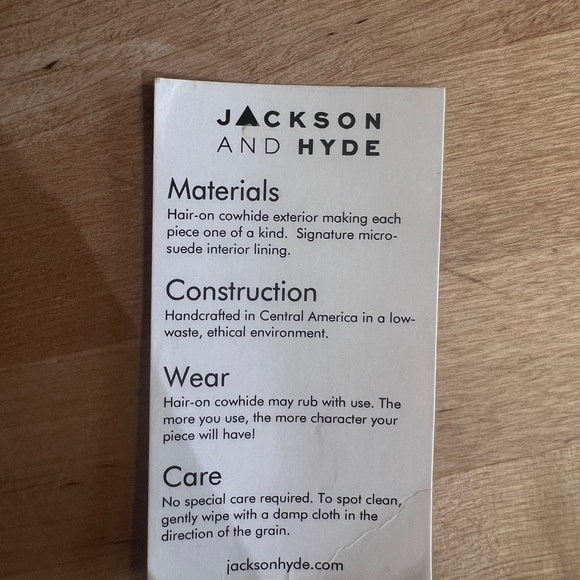 JACKSON
AND HYDE
Materials
Hair-on cowhide exterior making each
piece one of a kind. Signature micro-
suede interior lining.
Construction
Handcrafted in Central America in a low-
waste, ethical environment.
Wear
Hair-on cowhide may rub with use. The
more you use, the more character your
piece will have!
Care
No special care required. To spot clean,
gently wipe with a damp cloth in the
direction of the grain.
jacksonhyde.com